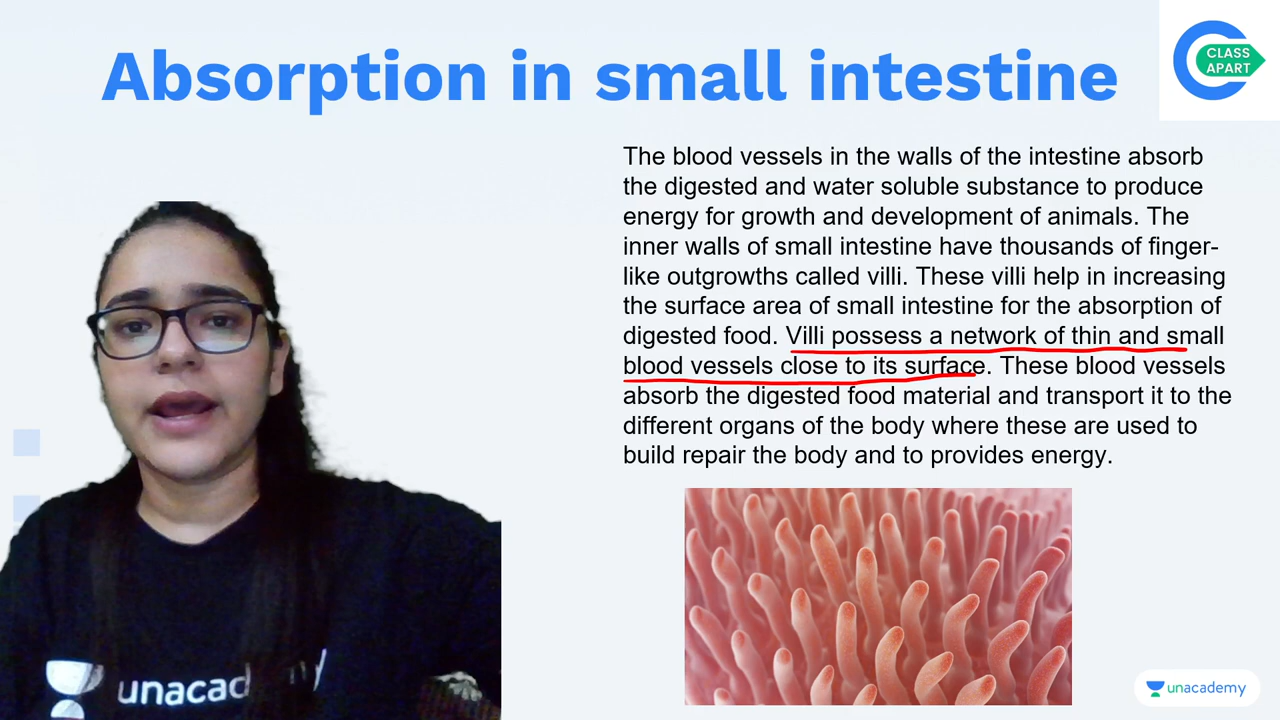 Absorption in small intestine
CLASS
APART
The blood vessels in the walls of the intestine absorb
the digested and water soluble substance to produce
energy for growth and development of animals. The
inner walls of small intestine have thousands of finger-
like outgrowths called villi. These villi help in increasing
the surface area of small intestine for the absorption of
digested food. Villi possess a network of thin and small
blood vessels close to its surface. These blood vessels
absorb the digested food material and transport it to the
different organs of the body where these are used to
build repair the body and to provides energy.
unacad y
unacademy